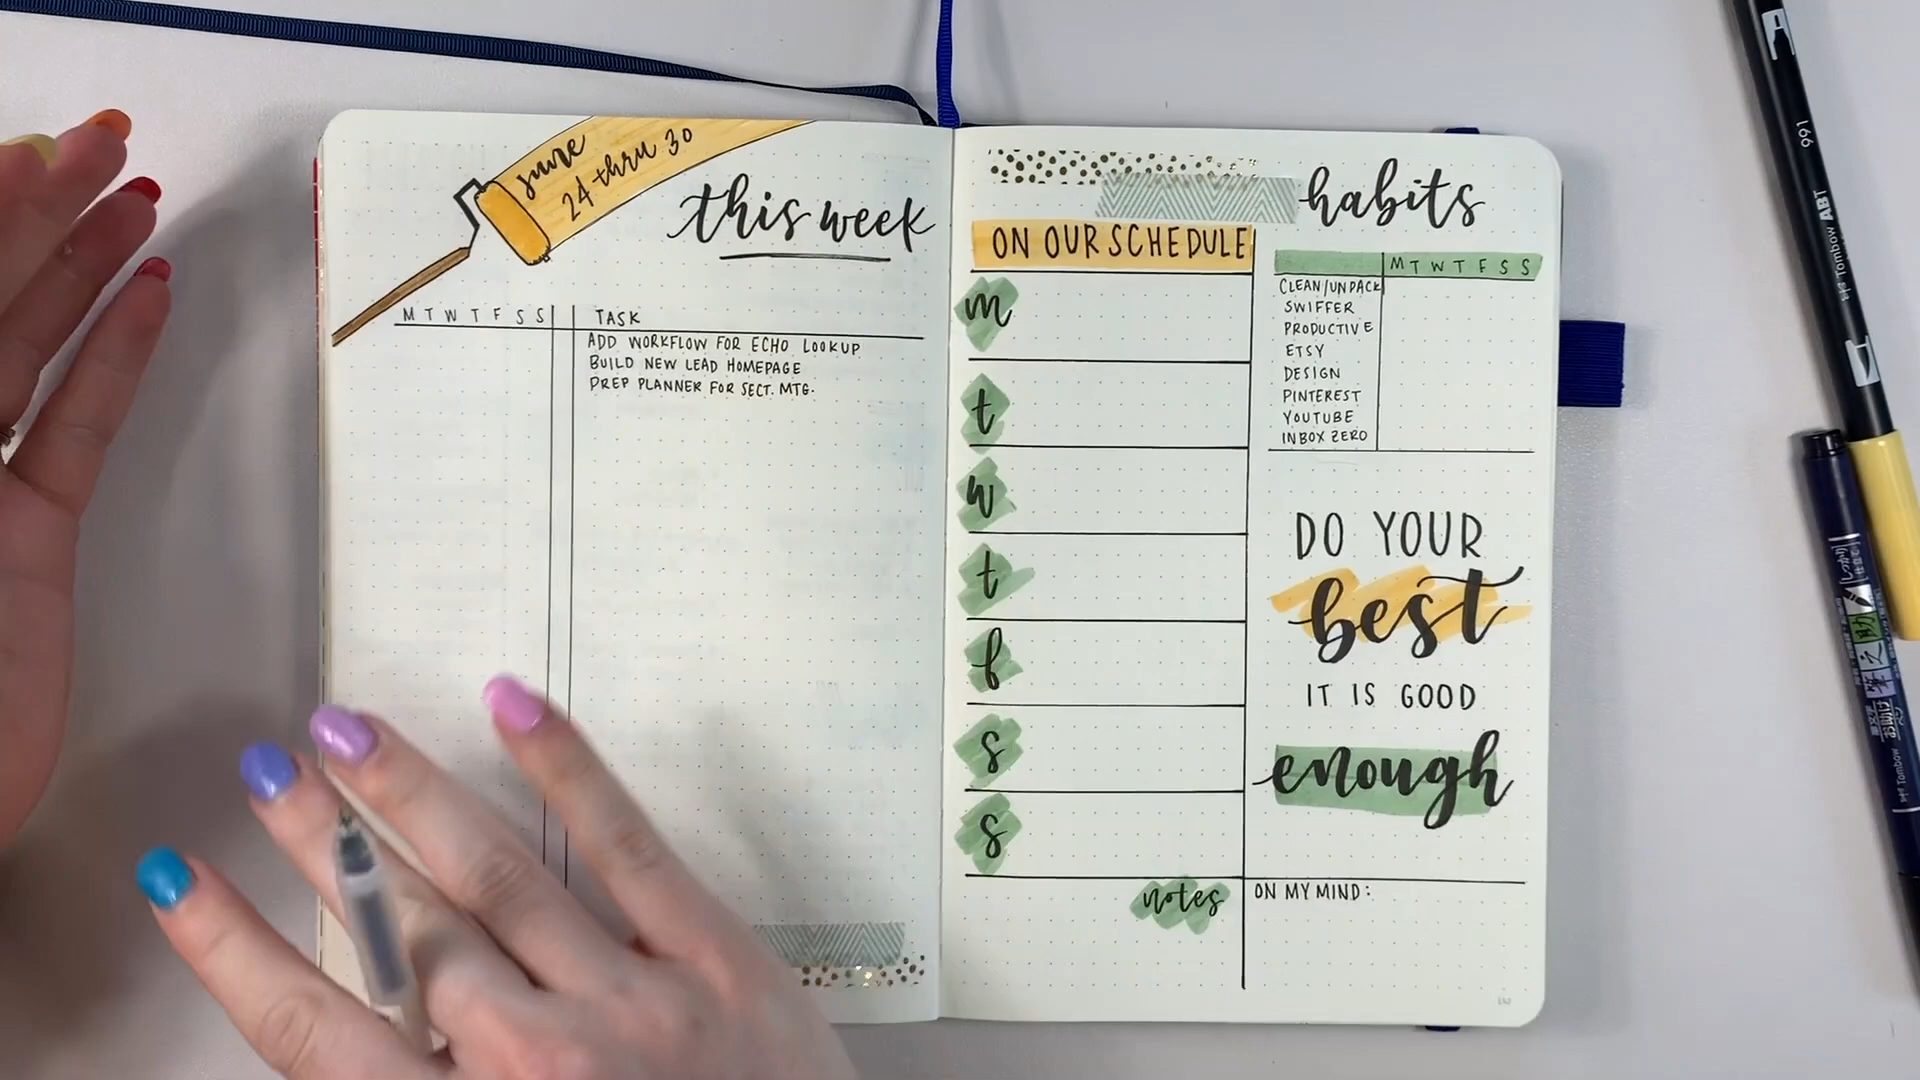 june
24 thru 30
this week
M T W T F S S TASK
ADD WORKFLOW FOR ECHO LOOKUP
BUILD NEW LEAD HOMEPAGE
PREP PLANNER FOR SECT. MTG.
ON OUR SCHEDULE
m
t
w
t
f
s
s
notes
habits
M T W T F S S
CLEAN/UNPACK
SWIFFER
PRODUCTIVE
ETSY
DESIGN
PINTEREST
YOUTUBE
INBOX ZERO
DO YOUR
best
IT IS GOOD
enough
ON MY MIND:
991
Tombow ABT
Tombow